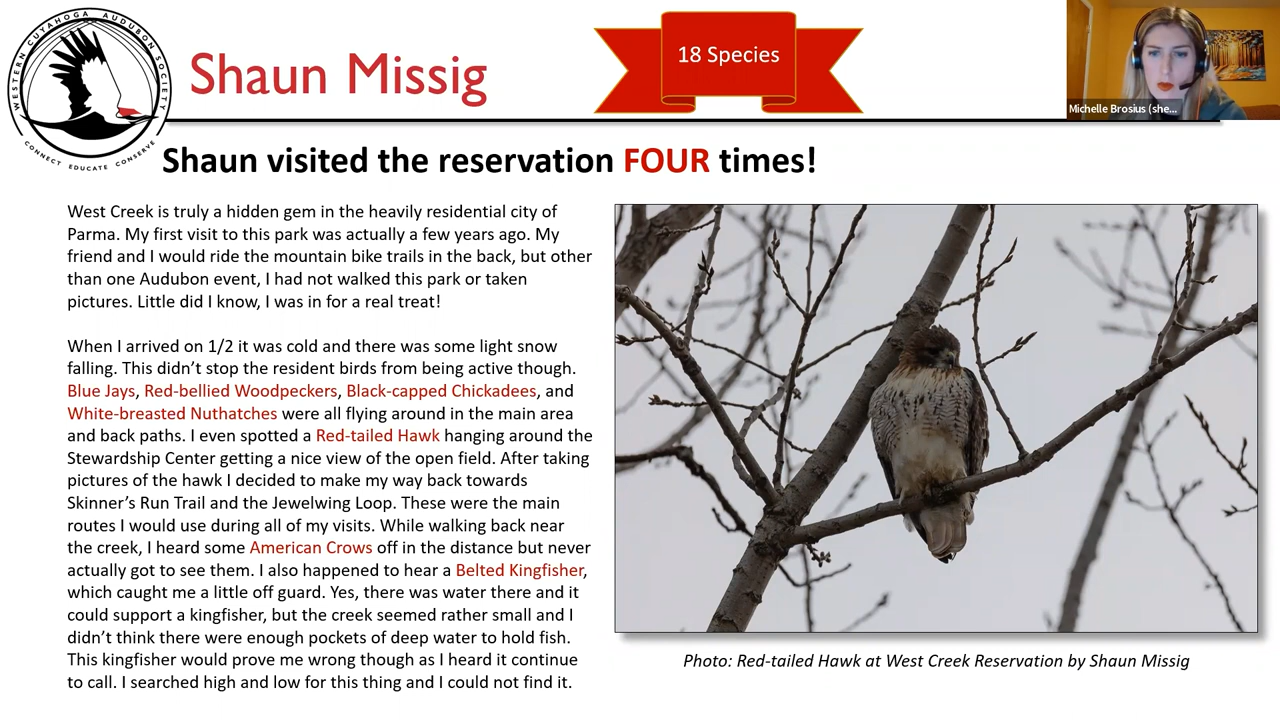 WESTERN CUYAHOGA AUDUBON SOCIETY
CONNECT EDUCATE CONSERVE
Shaun Missig
18 Species
Michelle Brosius (she...
Shaun visited the reservation FOUR times!
West Creek is truly a hidden gem in the heavily residential city of
Parma. My first visit to this park was actually a few years ago. My
friend and I would ride the mountain bike trails in the back, but other
than one Audubon event, I had not walked this park or taken
pictures. Little did I know, I was in for a real treat!
When I arrived on 1/2 it was cold and there was some light snow
falling. This didn’t stop the resident birds from being active though.
Blue Jays, Red-bellied Woodpeckers, Black-capped Chickadees, and
White-breasted Nuthatches were all flying around in the main area
and back paths. I even spotted a Red-tailed Hawk hanging around the
Stewardship Center getting a nice view of the open field. After taking
pictures of the hawk I decided to make my way back towards
Skinner’s Run Trail and the Jewelwing Loop. These were the main
routes I would use during all of my visits. While walking back near
the creek, I heard some American Crows off in the distance but never
actually got to see them. I also happened to hear a Belted Kingfisher,
which caught me a little off guard. Yes, there was water there and it
could support a kingfisher, but the creek seemed rather small and I
didn’t think there were enough pockets of deep water to hold fish.
This kingfisher would prove me wrong though as I heard it continue
to call. I searched high and low for this thing and I could not find it.
Photo: Red-tailed Hawk at West Creek Reservation by Shaun Missig